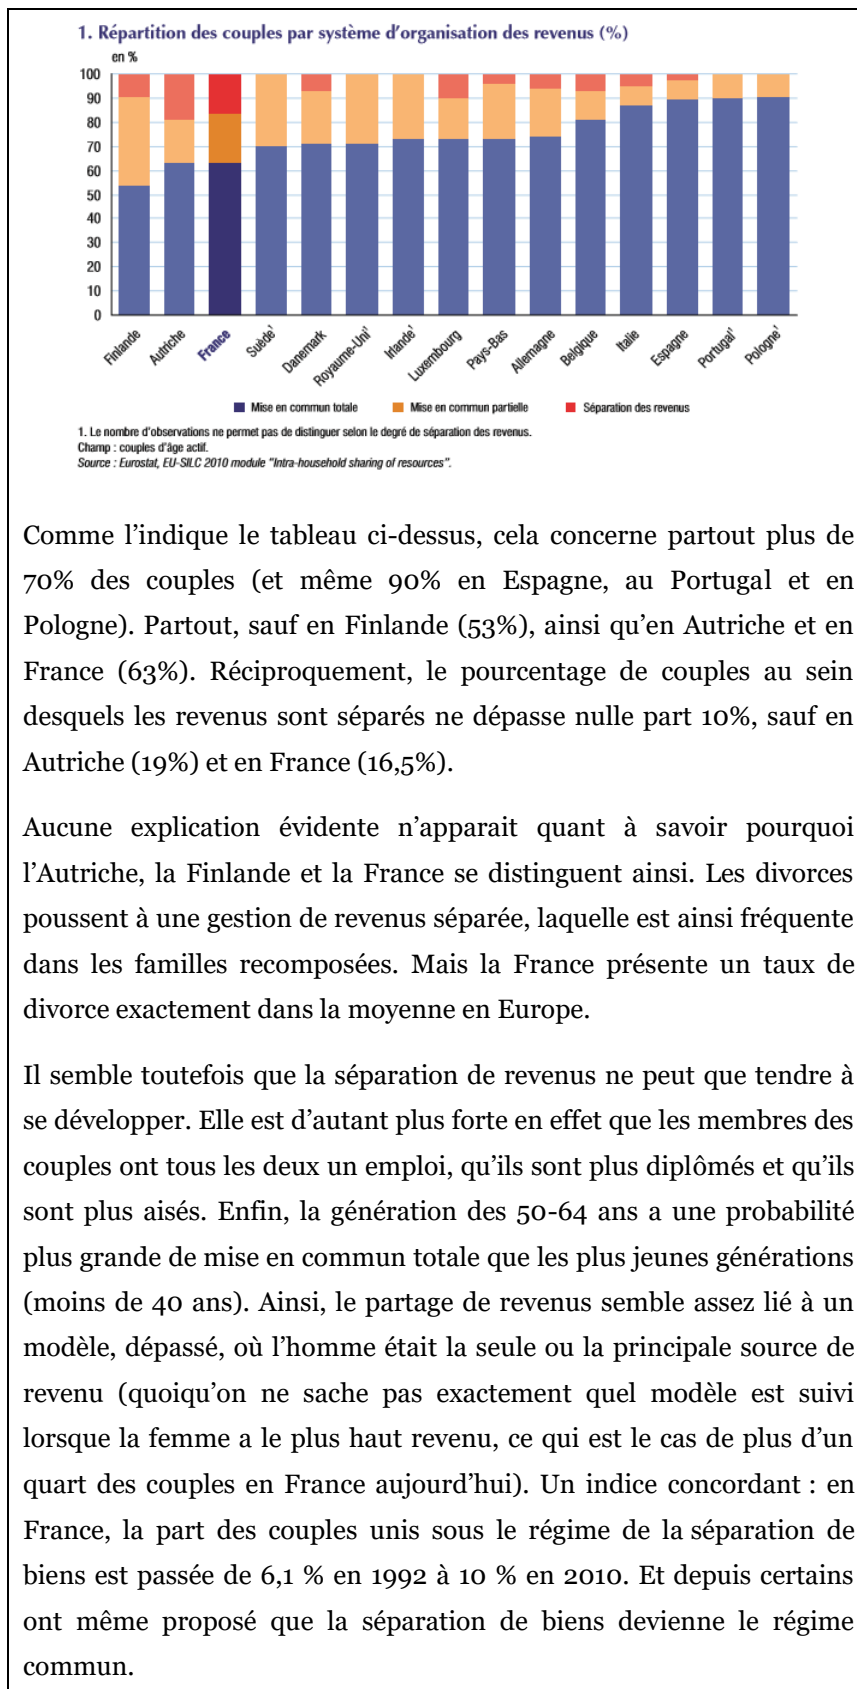 1. Répartition des couples par système d'organisation des revenus (%)
en %
100
90
80
70
60
50
40
30
20
10
0
Finlande
Autriche
France
Suède¹
Danemark
Royaume-Uni¹
Irlande¹
Luxembourg
Pays-Bas
Allemagne
Belgique
Italie
Espagne
Portugal¹
Pologne¹
Mise en commun totale Mise en commun partielle Séparation des revenus
1. Le nombre d'observations ne permet pas de distinguer selon le degré de séparation des revenus.
Champ : couples d'âge actif.
Source : Eurostat, EU-SILC 2010 module "Intra-household sharing of resources".
Comme l'indique le tableau ci-dessus, cela concerne partout plus de
70% des couples (et même 90% en Espagne, au Portugal et en
Pologne). Partout, sauf en Finlande (53%), ainsi qu'en Autriche et en
France (63%). Réciproquement, le pourcentage de couples au sein
desquels les revenus sont séparés ne dépasse nulle part 10%, sauf en
Autriche (19%) et en France (16,5%).
Aucune explication évidente n'apparait quant à savoir pourquoi
l'Autriche, la Finlande et la France se distinguent ainsi. Les divorces
poussent à une gestion de revenus séparée, laquelle est ainsi fréquente
dans les familles recomposées. Mais la France présente un taux de
divorce exactement dans la moyenne en Europe.
Il semble toutefois que la séparation de revenus ne peut que tendre à
se développer. Elle est d'autant plus forte en effet que les membres des
couples ont tous les deux un emploi, qu'ils sont plus diplômés et qu'ils
sont plus aisés. Enfin, la génération des 50-64 ans a une probabilité
plus grande de mise en commun totale que les plus jeunes générations
(moins de 40 ans). Ainsi, le partage de revenus semble assez lié à un
modèle, dépassé, où l'homme était la seule ou la principale source de
revenu (quoiqu'on ne sache pas exactement quel modèle est suivi
lorsque la femme a le plus haut revenu, ce qui est le cas de plus d'un
quart des couples en France aujourd'hui). Un indice concordant : en
France, la part des couples unis sous le régime de la séparation de
biens est passée de 6,1 % en 1992 à 10 % en 2010. Et depuis certains
ont même proposé que la séparation de biens devienne le régime
commun.